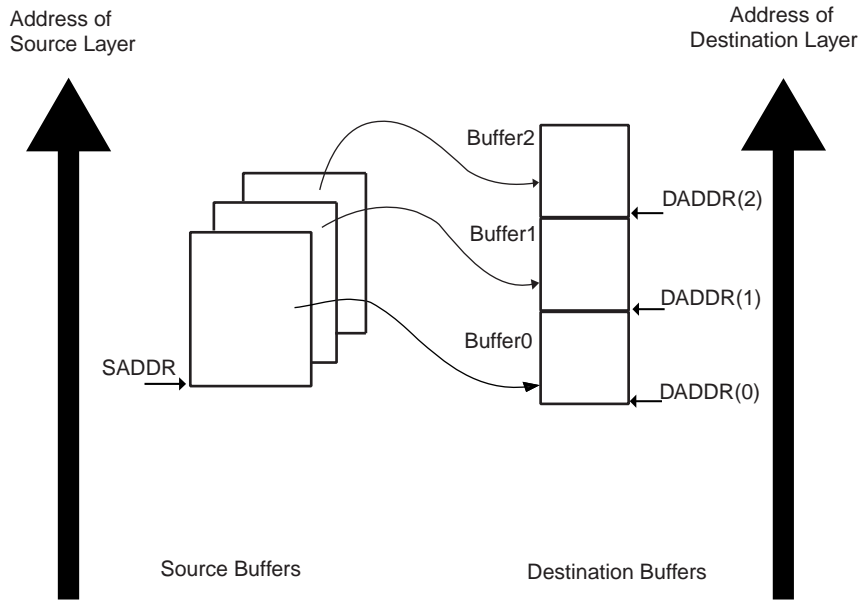 Address of
Source Layer
Address of
Destination Layer
Buffer2
DADDR(2)
Buffer1
DADDR(1)
Buffer0
SADDR
DADDR(0)
Source Buffers
Destination Buffers